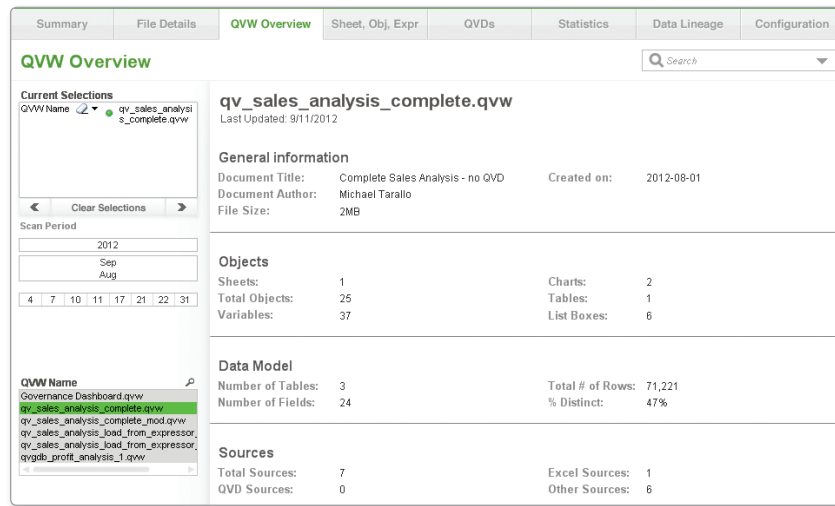 Summary File Details QVW Overview Sheet, Obj, Expr QVDs Statistics Data Lineage Configuration
QVW Overview
Search
Current Selections
QVW Name qv_sales_analysi
s_complete.qvw
Clear Selections
Scan Period
2012
Sep
Aug
4 7 10 11 17 21 22 31
QVW Name
Governance Dashboard.qvw
qv_sales_analysis_complete.qvw
qv_sales_analysis_complete_mod.qvw
qv_sales_analysis_load_from_expressor_
qv_sales_analysis_load_from_expressor_
qvgdb_profit_analysis_1.qvw
qv_sales_analysis_complete.qvw
Last Updated: 9/11/2012
General information
Document Title: Complete Sales Analysis - no QVD Created on: 2012-08-01
Document Author: Michael Tarallo
File Size: 2MB
Objects
Sheets: 1 Charts: 2
Total Objects: 25 Tables: 1
Variables: 37 List Boxes: 6
Data Model
Number of Tables: 3 Total # of Rows: 71,221
Number of Fields: 24 % Distinct: 47%
Sources
Total Sources: 7 Excel Sources: 1
QVD Sources: 0 Other Sources: 6